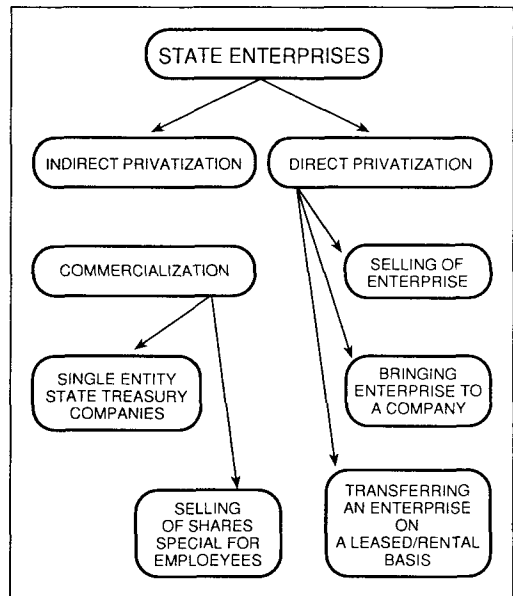 STATE ENTERPRISES
INDIRECT PRIVATIZATION
DIRECT PRIVATIZATION
COMMERCIALIZATION
SELLING OF
ENTERPRISE
SINGLE ENTITY
STATE TREASURY
COMPANIES
BRINGING
ENTERPRISE TO
A COMPANY
SELLING
OF SHARES
SPECIAL FOR
EMPLOEYEES
TRANSFERRING
AN ENTERPRISE
ON
A LEASED/RENTAL
BASIS